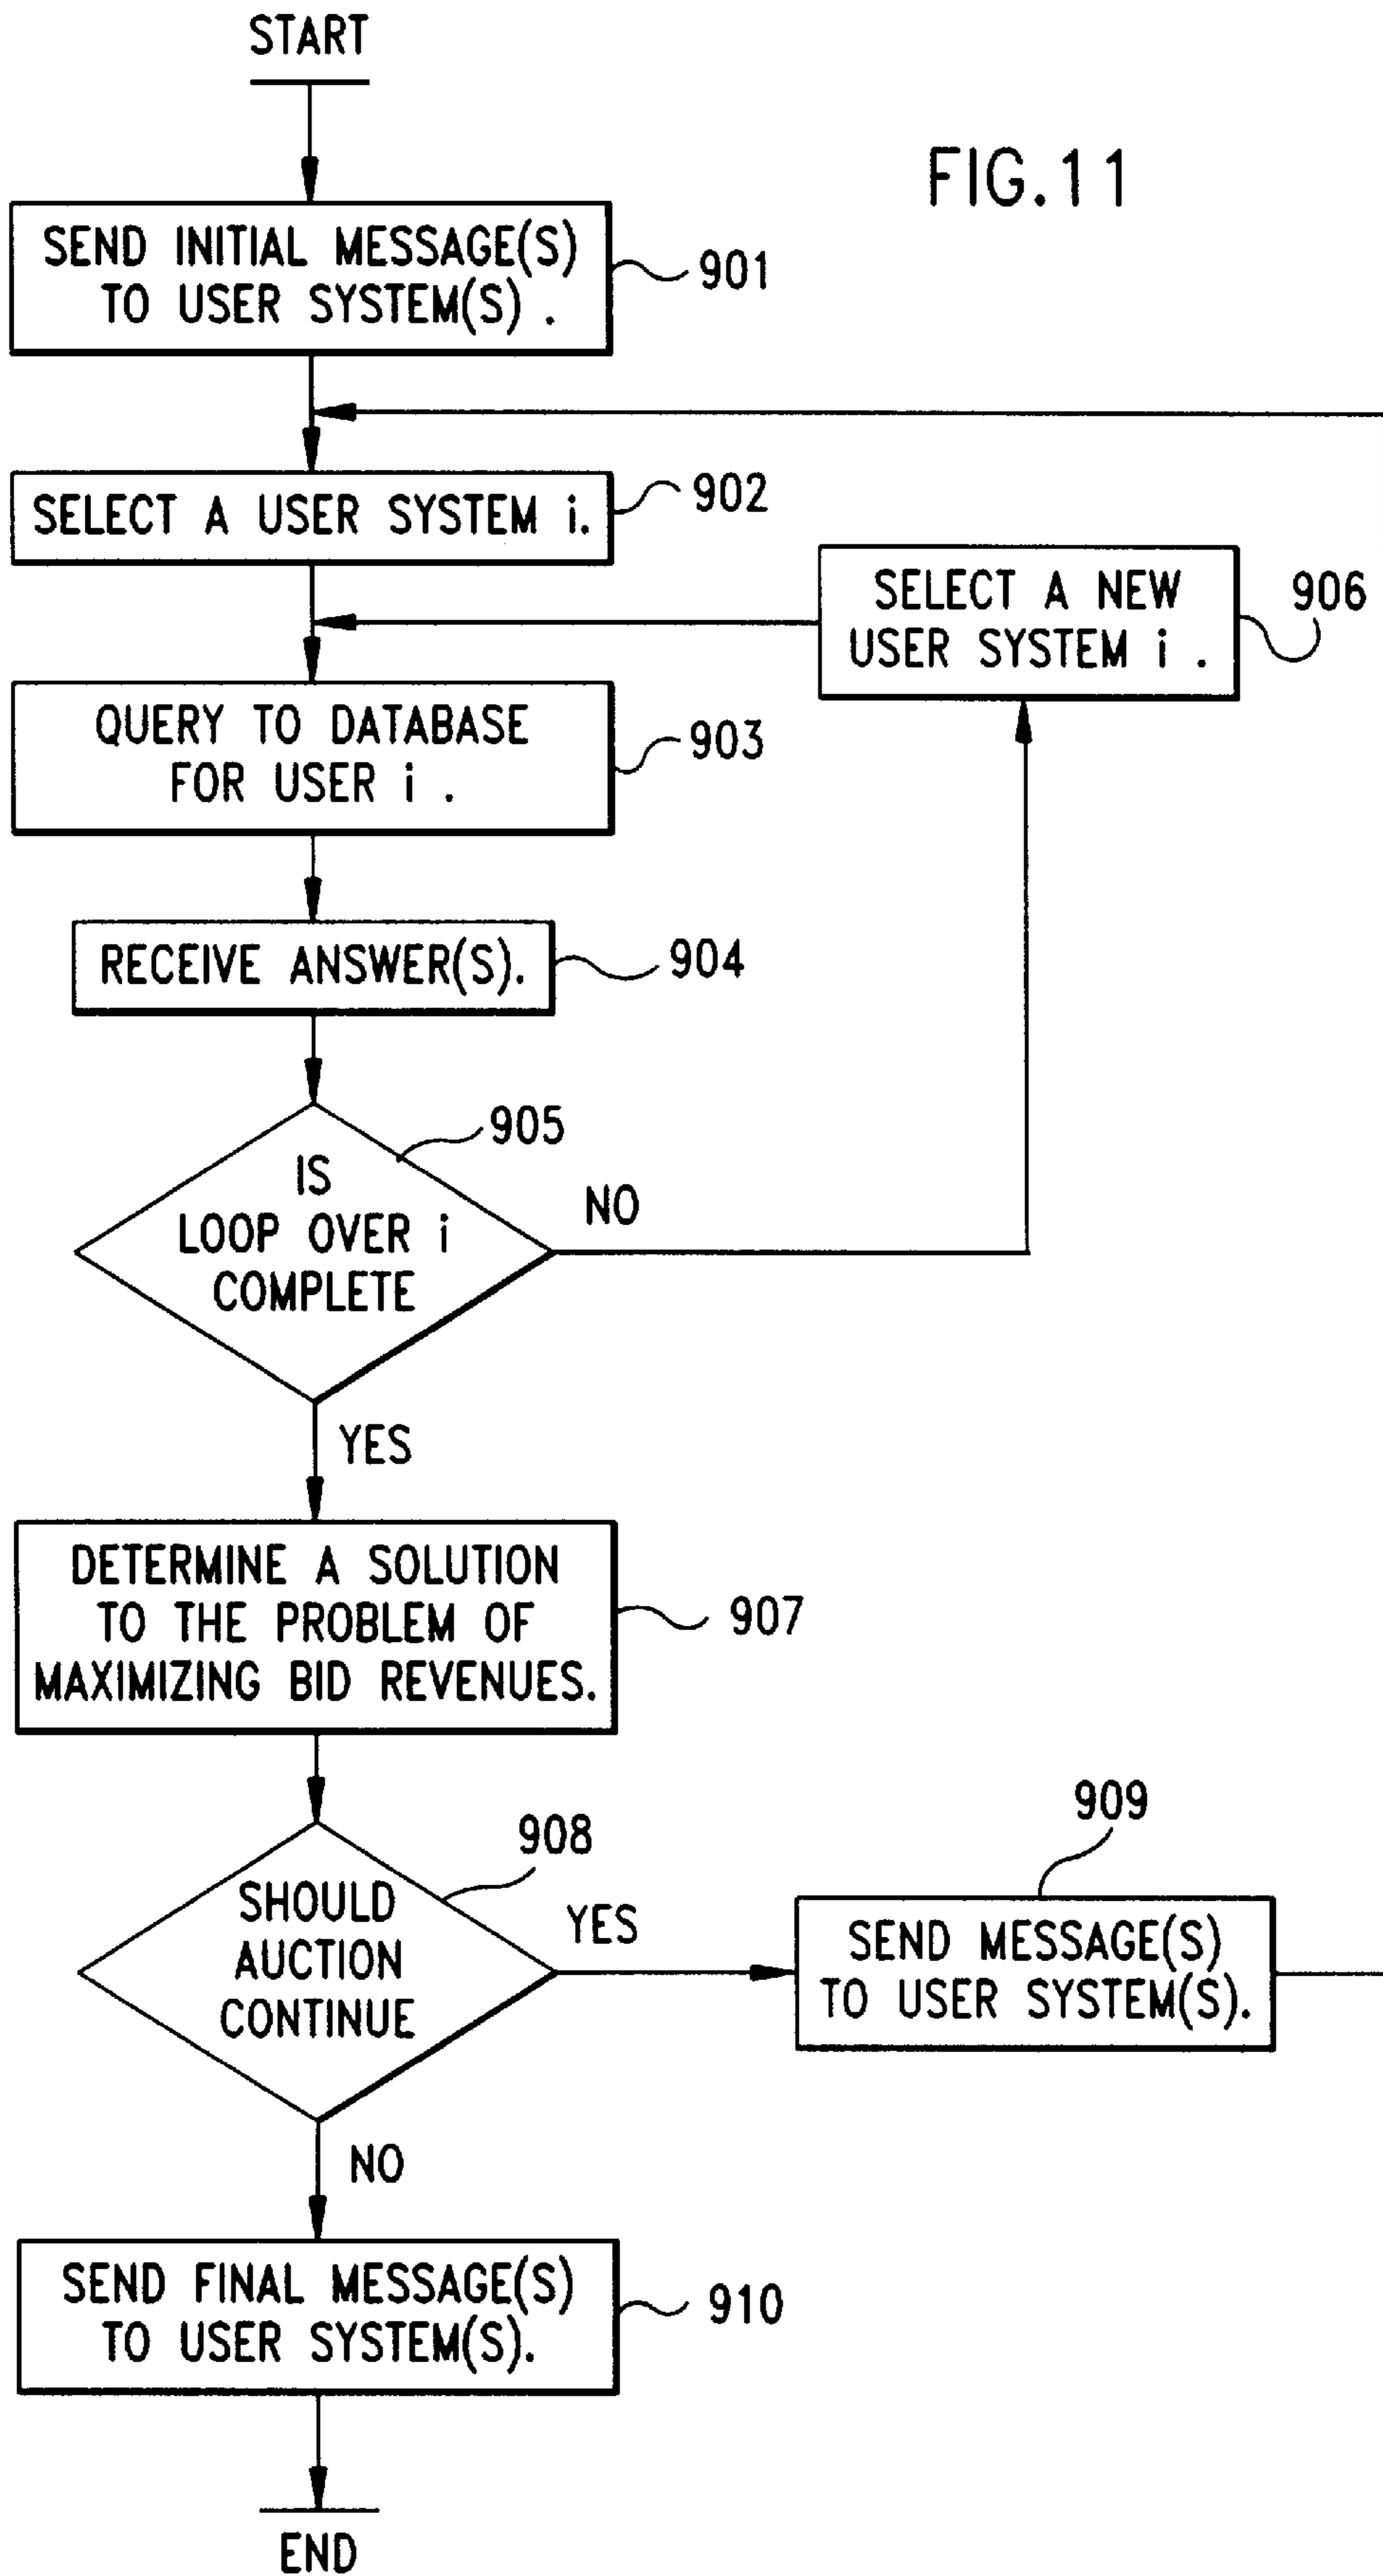 START
FIG.11
SEND INITIAL MESSAGE(S)
TO USER SYSTEM(S) .
901
SELECT A USER SYSTEM i.
902
SELECT A NEW
USER SYSTEM i .
906
QUERY TO DATABASE
FOR USER i .
903
RECEIVE ANSWER(S).
904
905
IS
LOOP OVER i
COMPLETE
NO
YES
DETERMINE A SOLUTION
TO THE PROBLEM OF
MAXIMIZING BID REVENUES.
907
908
SHOULD
AUCTION
CONTINUE
YES
909
SEND MESSAGE(S)
TO USER SYSTEM(S).
NO
SEND FINAL MESSAGE(S)
TO USER SYSTEM(S).
910
END